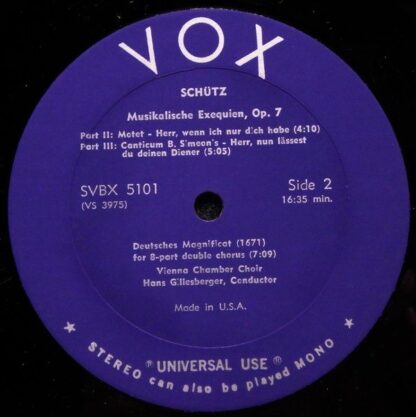 VOX
SCHÜTZ
Musikalische Exequien, Op. 7
Part II: Motet - Herr, wenn ich nur dich habe (4:10)
Part III: Canticum B. Simeon's - Herr, nun lässest
du deinen Diener (5:05)
SVBX 5101
(VS 3975)
Side 2
16:35 min.
Deutsches Magnificat (1671)
for 8-part double chorus (7:09)
Vienna Chamber Choir
Hans Gillesberger, Conductor
Made in U.S.A.
"UNIVERSAL USE"®
★ STEREO can also be played MONO ★